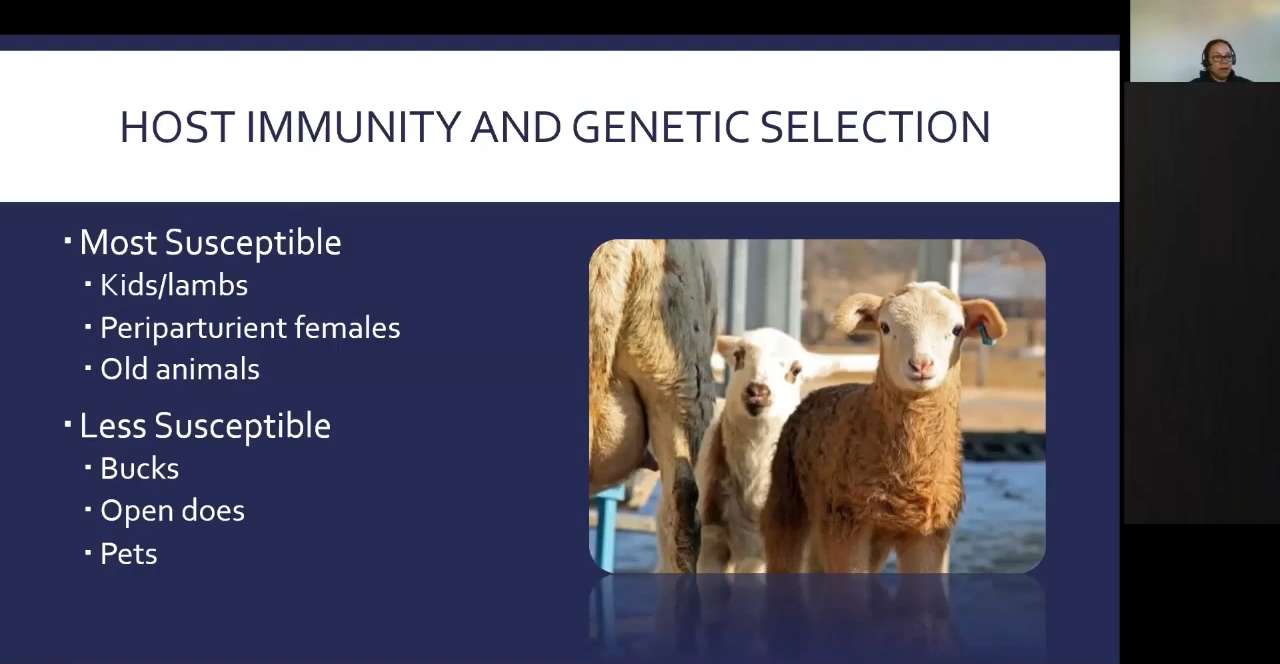 HOST IMMUNITY AND GENETIC SELECTION
▪ Most Susceptible
▪ Kids/lambs
▪ Periparturient females
▪ Old animals
▪ Less Susceptible
▪ Bucks
▪ Open does
▪ Pets